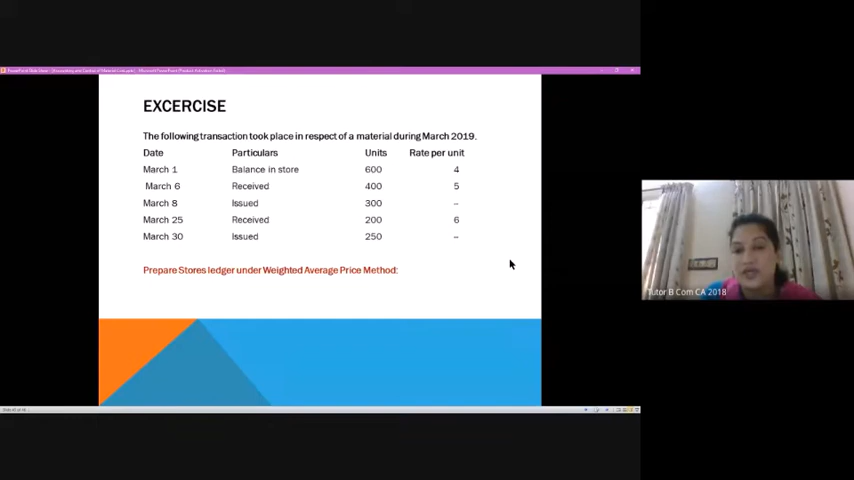 EXCERCISE
The following transaction took place in respect of a material during March 2019.
Date Particulars Units Rate per unit
March 1 Balance in store 600 4
March 6 Received 400 5
March 8 Issued 300 –
March 25 Received 200 6
March 30 Issued 250 –
Prepare Stores ledger under Weighted Average Price Method:
Tutor B Com CA 2018